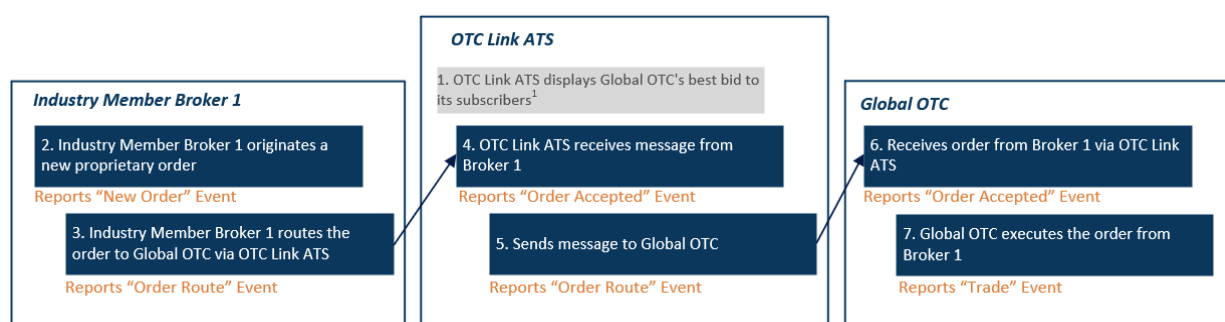 Industry Member Broker 1
2. Industry Member Broker 1 originates a
new proprietary order
Reports “New Order” Event
3. Industry Member Broker 1 routes the
order to Global OTC via OTC Link ATS
Reports “Order Route” Event
OTC Link ATS
1. OTC Link ATS displays Global OTC's best bid to
its subscribers1
4. OTC Link ATS receives message from
Broker 1
Reports “Order Accepted” Event
5. Sends message to Global OTC
Reports “Order Route” Event
Global OTC
6. Receives order from Broker 1 via OTC Link
ATS
Reports “Order Accepted” Event
7. Global OTC executes the order from
Broker 1
Reports “Trade” Event